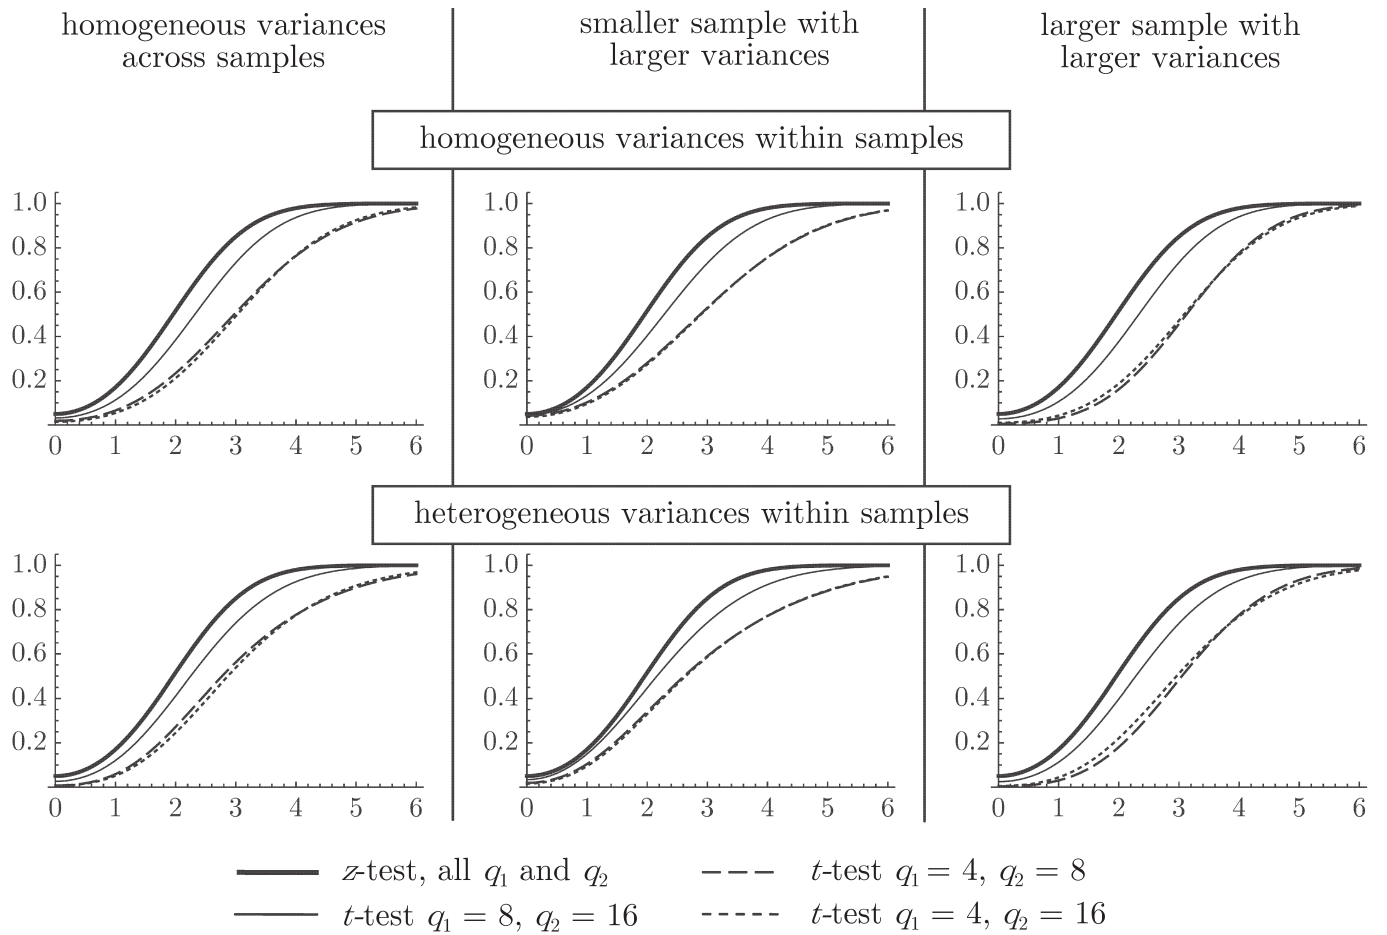 homogeneous variances
across samples
smaller sample with
larger variances
larger sample with
larger variances
homogeneous variances within samples
1.0
0.8
0.6
0.4
0.2
0 1 2 3 4 5 6
1.0
0.8
0.6
0.4
0.2
0 1 2 3 4 5 6
1.0
0.8
0.6
0.4
0.2
0 1 2 3 4 5 6
heterogeneous variances within samples
1.0
0.8
0.6
0.4
0.2
0 1 2 3 4 5 6
1.0
0.8
0.6
0.4
0.2
0 1 2 3 4 5 6
1.0
0.8
0.6
0.4
0.2
0 1 2 3 4 5 6
z-test, all q₁ and q₂
t-test q₁ = 8, q₂ = 16
t-test q₁ = 4, q₂ = 8
t-test q₁ = 4, q₂ = 16